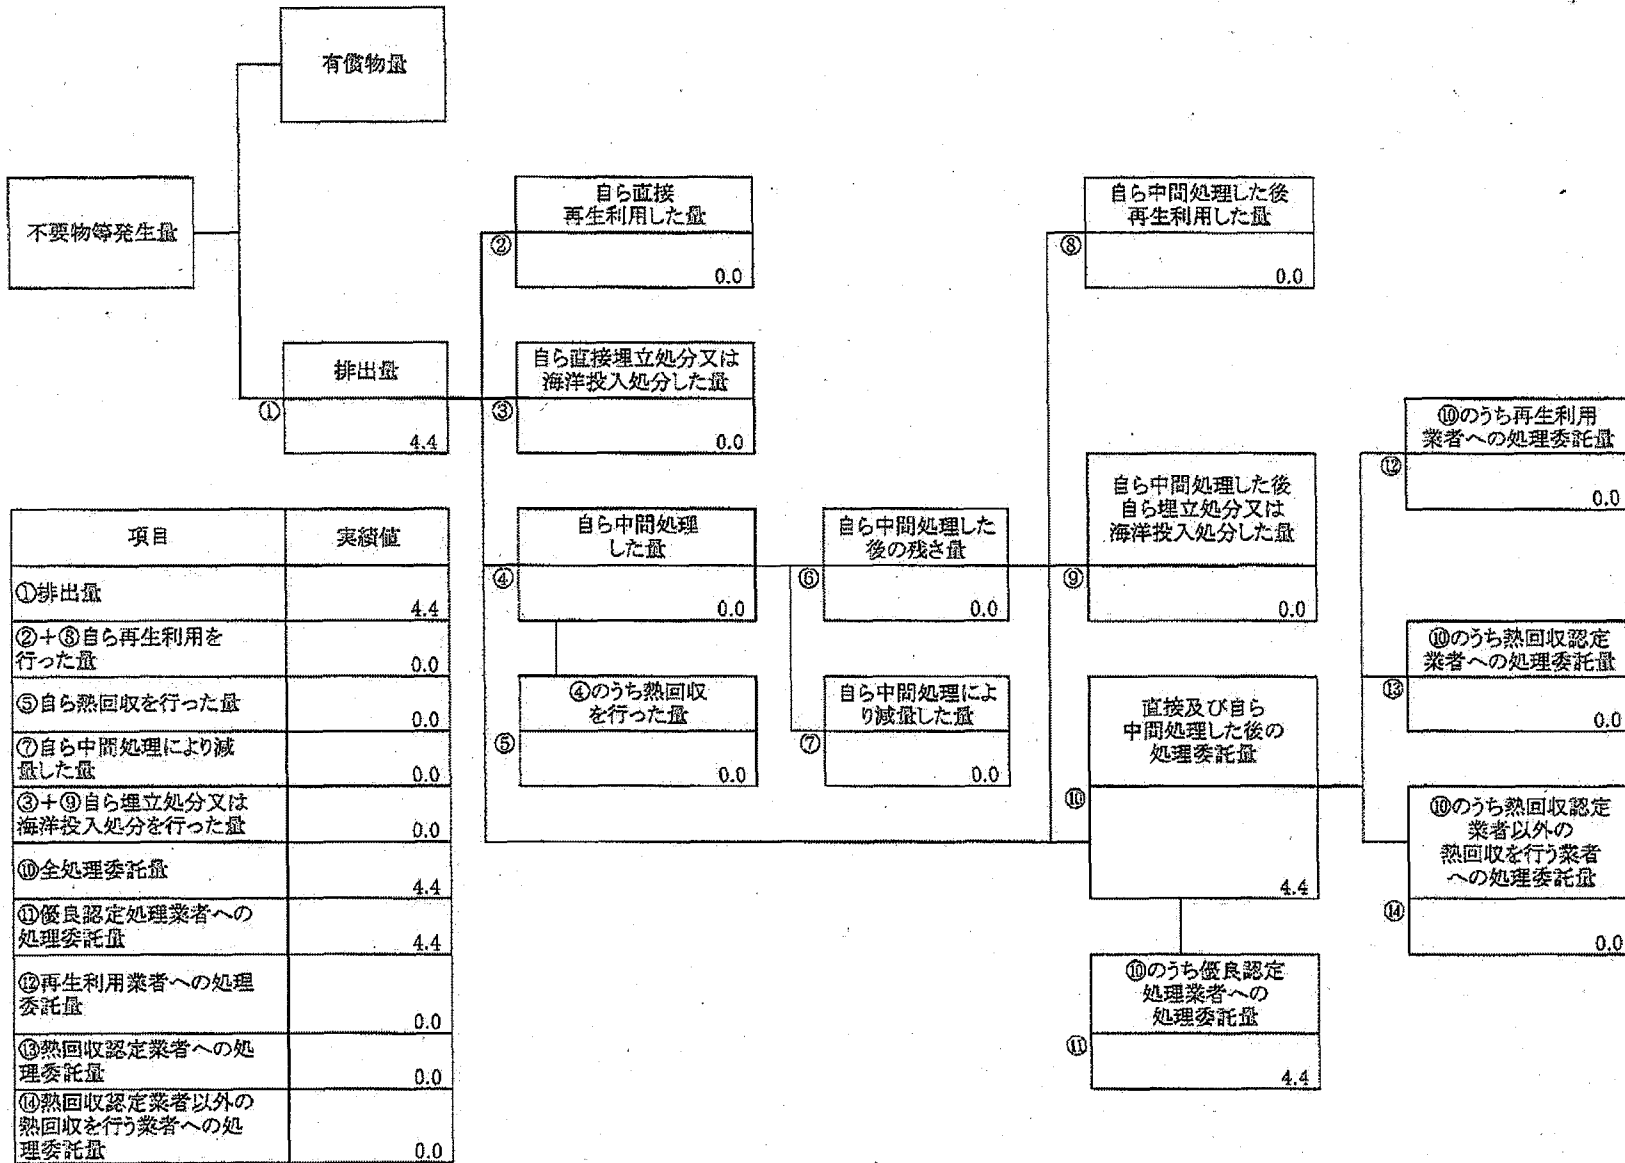 有償物量
不要物等発生量
自ら直接
再生利用した量
②
0.0
自ら中間処理した後
再生利用した量
⑧
0.0
排出量
①
4.4
自ら直接埋立処分又は
海洋投入処分した量
③
0.0
⑩のうち再生利用
業者への処理委託量
⑫
0.0
自ら中間処理
した量
④
0.0
自ら中間処理した
後の残さ量
⑥
0.0
自ら中間処理した後
自ら埋立処分又は
海洋投入処分した量
⑨
0.0
⑩のうち熱回収認定
業者への処理委託量
⑬
0.0
④のうち熱回収
を行った量
⑤
0.0
自ら中間処理によ
り減量した量
⑦
0.0
直接及び自ら
中間処理した後の
処理委託量
⑩
4.4
⑩のうち熱回収認定
業者以外の
熱回収を行う業者
への処理委託量
⑭
0.0
⑩のうち優良認定
処理業者への
処理委託量
⑪
4.4
項目 実績値
①排出量
4.4
②+⑧自ら再生利用を
行った量 0.0
⑤自ら熱回収を行った量
0.0
⑦自ら中間処理により減
量した量 0.0
③+⑨自ら埋立処分又は
海洋投入処分を行った量 0.0
⑩全処理委託量
4.4
⑪優良認定処理業者への
処理委託量 4.4
⑫再生利用業者への処理
委託量
0.0
⑬熱回収認定業者への処
理委託量 0.0
⑭熱回収認定業者以外の
熱回収を行う業者への処
理委託量 0.0